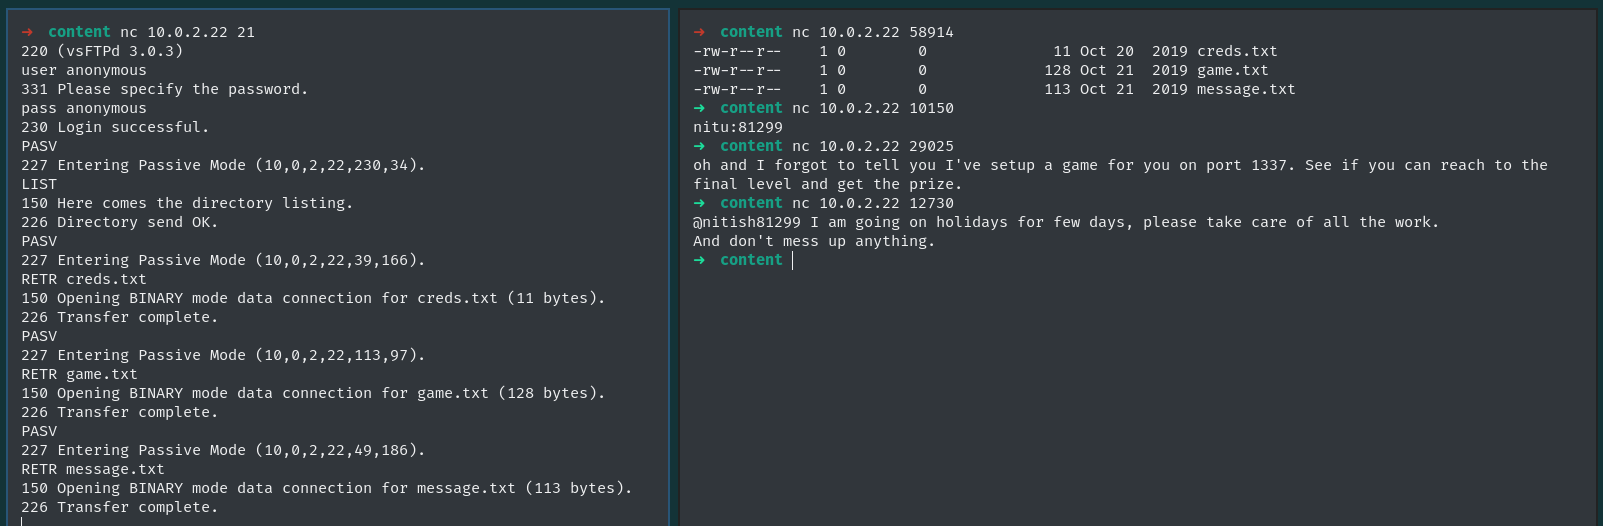 → content nc 10.0.2.22 21
220 (vsFTPd 3.0.3)
user anonymous
331 Please specify the password.
pass anonymous
230 Login successful.
PASV
227 Entering Passive Mode (10,0,2,22,230,34).
LIST
150 Here comes the directory listing.
226 Directory send OK.
PASV
227 Entering Passive Mode (10,0,2,22,39,166).
RETR creds.txt
150 Opening BINARY mode data connection for creds.txt (11 bytes).
226 Transfer complete.
PASV
227 Entering Passive Mode (10,0,2,22,113,97).
RETR game.txt
150 Opening BINARY mode data connection for game.txt (128 bytes).
226 Transfer complete.
PASV
227 Entering Passive Mode (10,0,2,22,49,186).
RETR message.txt
150 Opening BINARY mode data connection for message.txt (113 bytes).
226 Transfer complete.
→ content nc 10.0.2.22 58914
-rw-r--r-- 1 0 0 11 Oct 20 2019 creds.txt
-rw-r--r-- 1 0 0 128 Oct 21 2019 game.txt
-rw-r--r-- 1 0 0 113 Oct 21 2019 message.txt
→ content nc 10.0.2.22 10150
nitu:81299
→ content nc 10.0.2.22 29025
oh and I forgot to tell you I've setup a game for you on port 1337. See if you can reach to the
final level and get the prize.
→ content nc 10.0.2.22 12730
@nitish81299 I am going on holidays for few days, please take care of all the work.
And don't mess up anything.
→ content